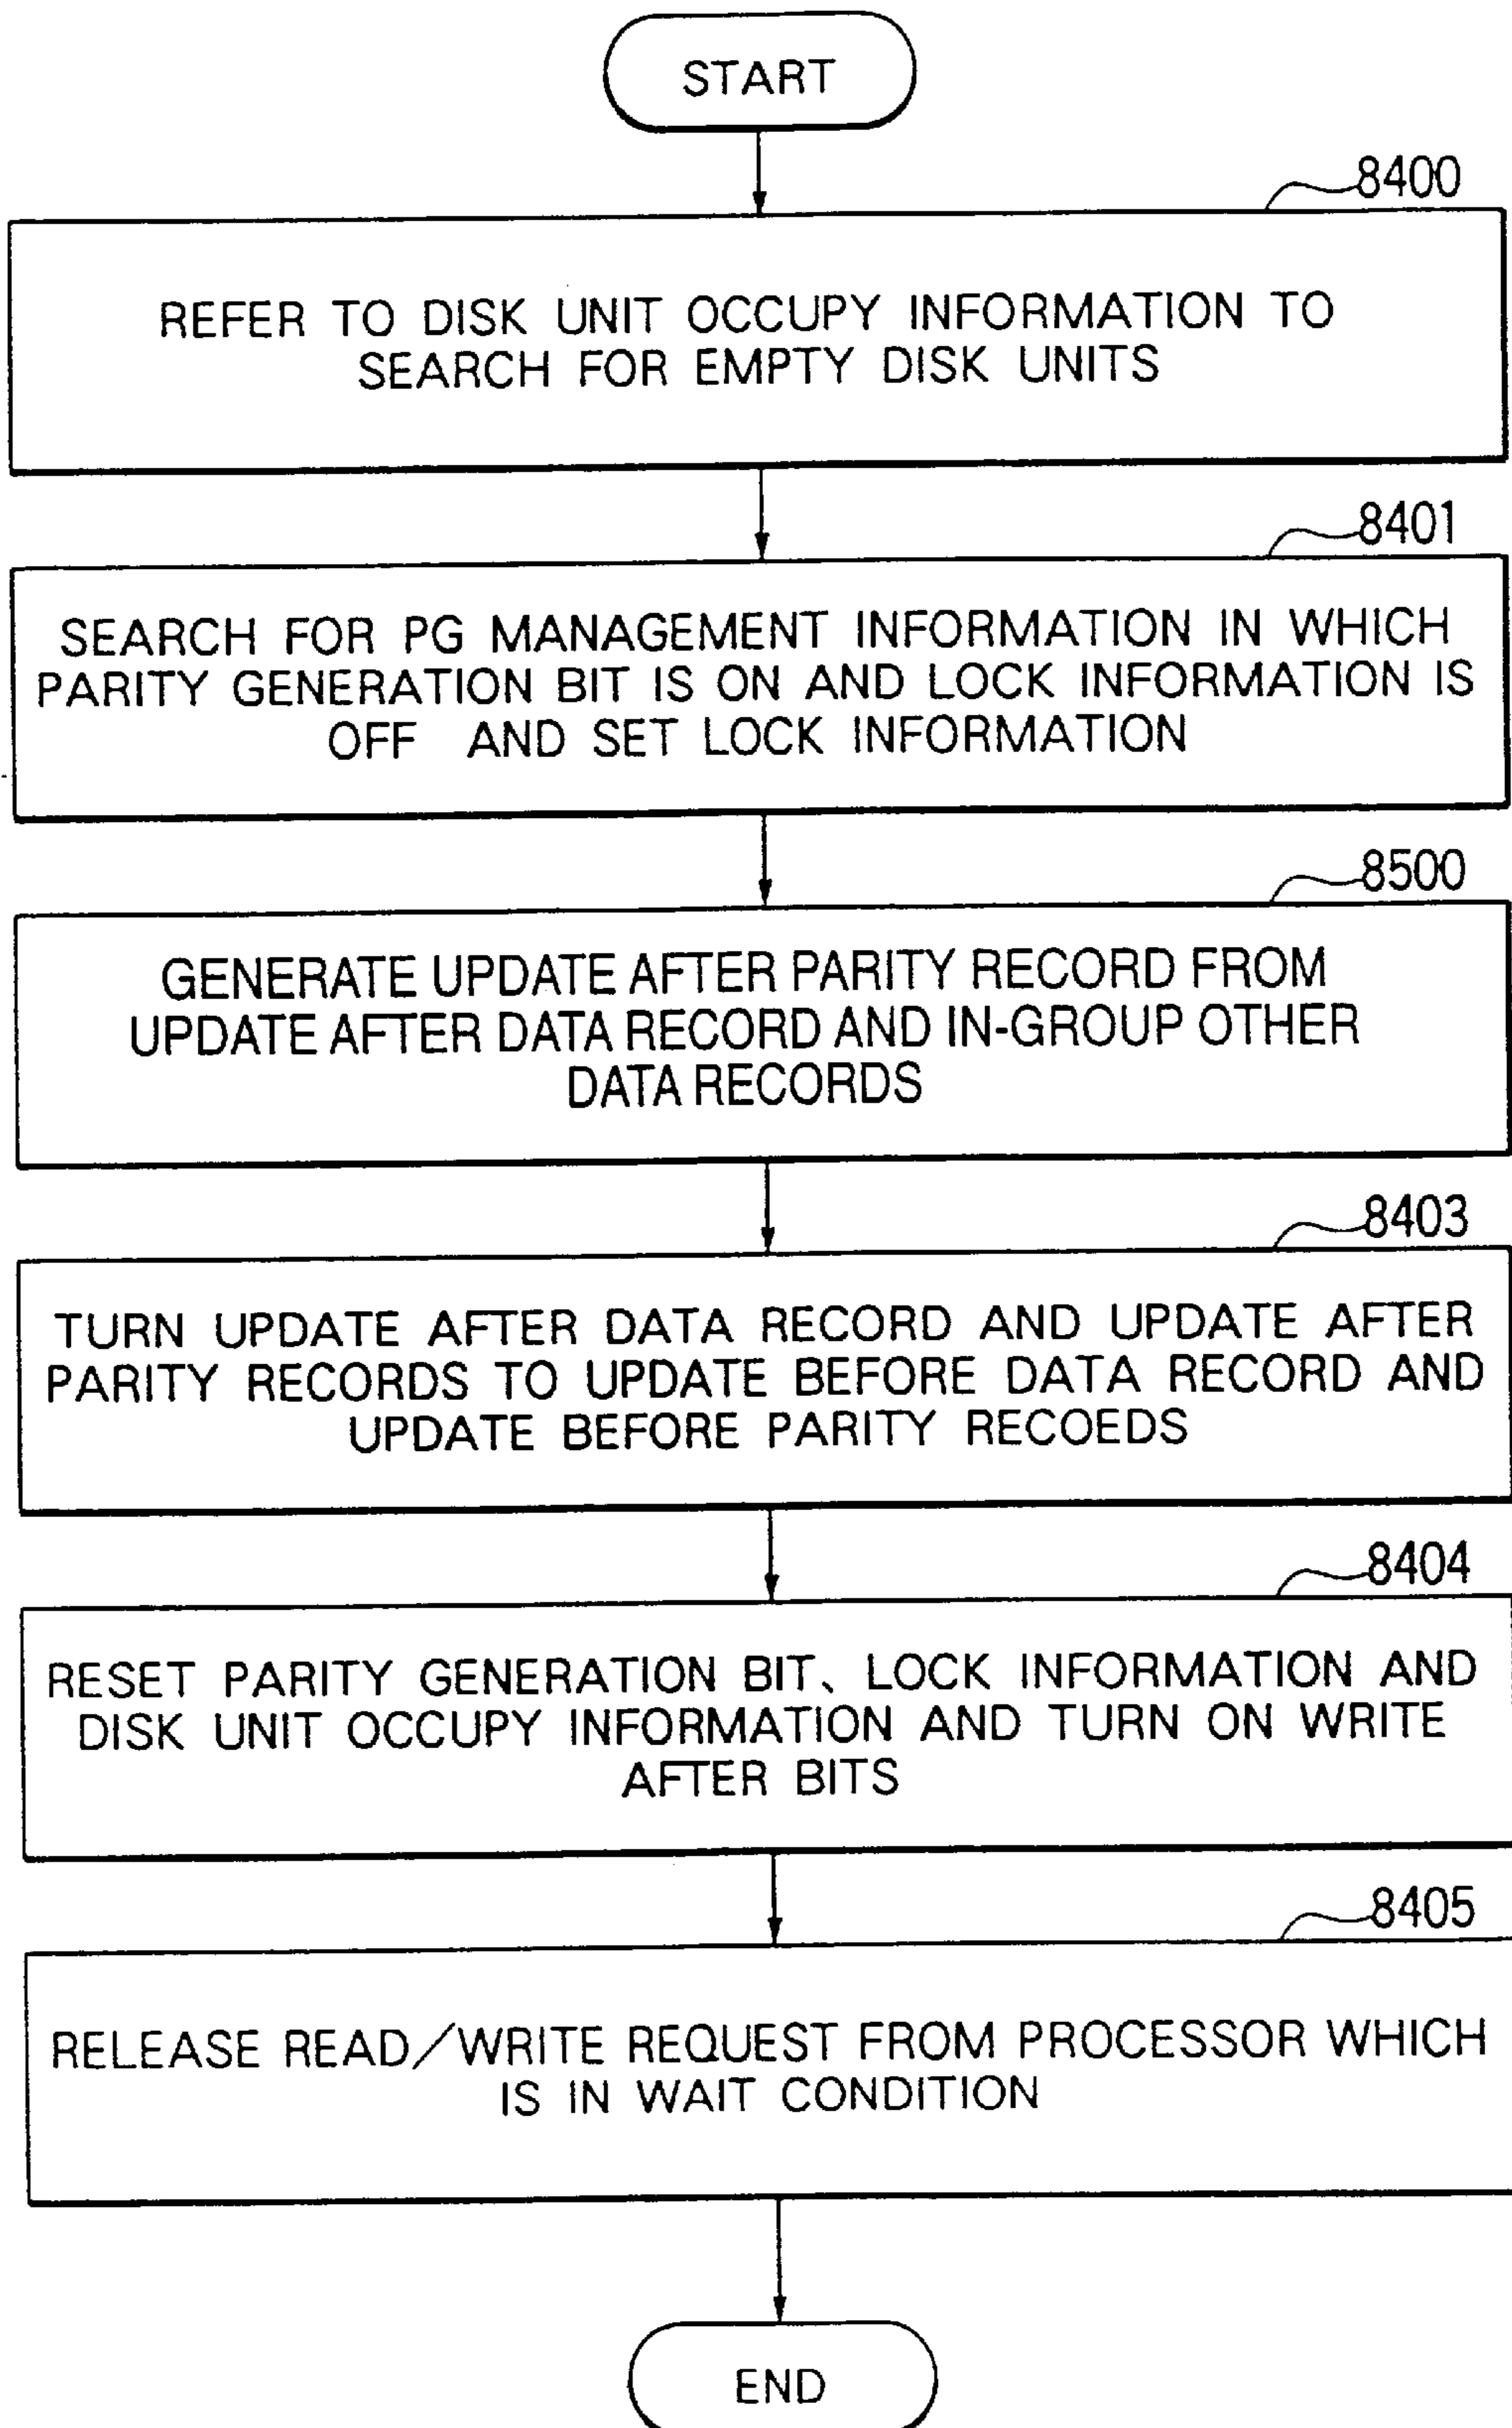 START
8400
REFER TO DISK UNIT OCCUPY INFORMATION TO
SEARCH FOR EMPTY DISK UNITS
8401
SEARCH FOR PG MANAGEMENT INFORMATION IN WHICH
PARITY GENERATION BIT IS ON AND LOCK INFORMATION IS
OFF AND SET LOCK INFORMATION
8500
GENERATE UPDATE AFTER PARITY RECORD FROM
UPDATE AFTER DATA RECORD AND IN-GROUP OTHER
DATA RECORDS
8403
TURN UPDATE AFTER DATA RECORD AND UPDATE AFTER
PARITY RECORDS TO UPDATE BEFORE DATA RECORD AND
UPDATE BEFORE PARITY RECOEDS
8404
RESET PARITY GENERATION BIT、LOCK INFORMATION AND
DISK UNIT OCCUPY INFORMATION AND TURN ON WRITE
AFTER BITS
8405
RELEASE READ/WRITE REQUEST FROM PROCESSOR WHICH
IS IN WAIT CONDITION
END